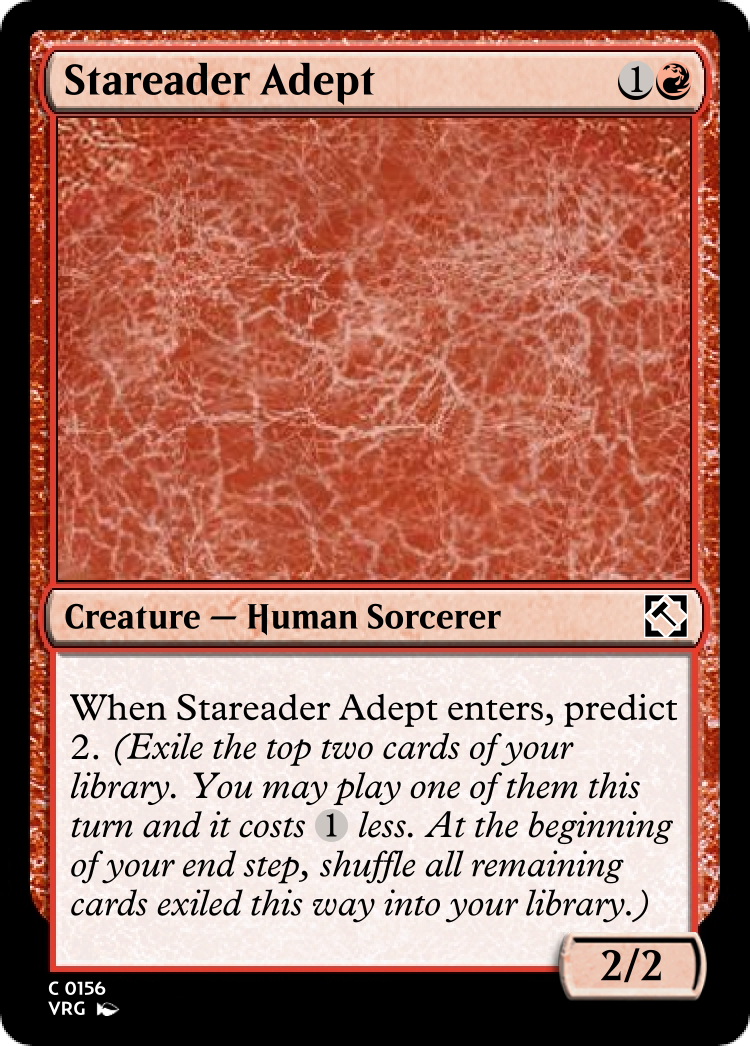 Stareader Adept 1
Creature — Human Sorcerer
When Stareader Adept enters, predict
2. (Exile the top two cards of your
library. You may play one of them this
turn and it costs 1 less. At the beginning
of your end step, shuffle all remaining
cards exiled this way into your library.)
2/2
C 0156
VRG